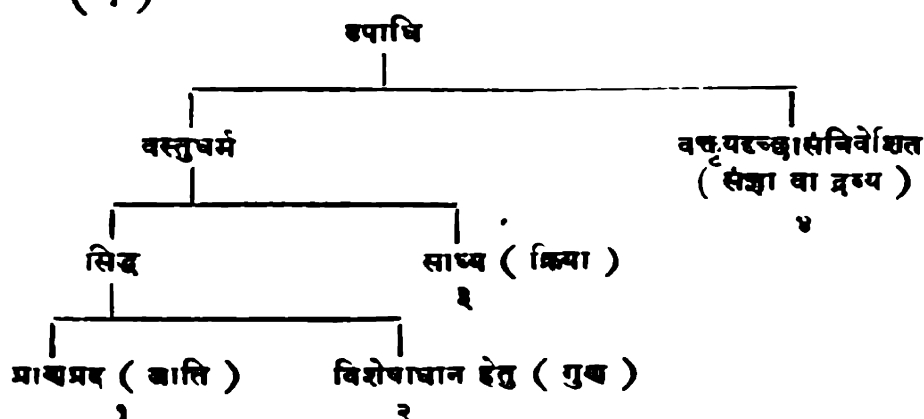 उपाधि
वस्तुधर्म वक्तृयदृच्छासंनिवेशित
( संज्ञा वा द्रव्य )
४
सिद्ध साध्य ( क्रिया )
३
प्राणप्रद ( जाति ) विशेषाधान हेतु ( गुण )
१ २